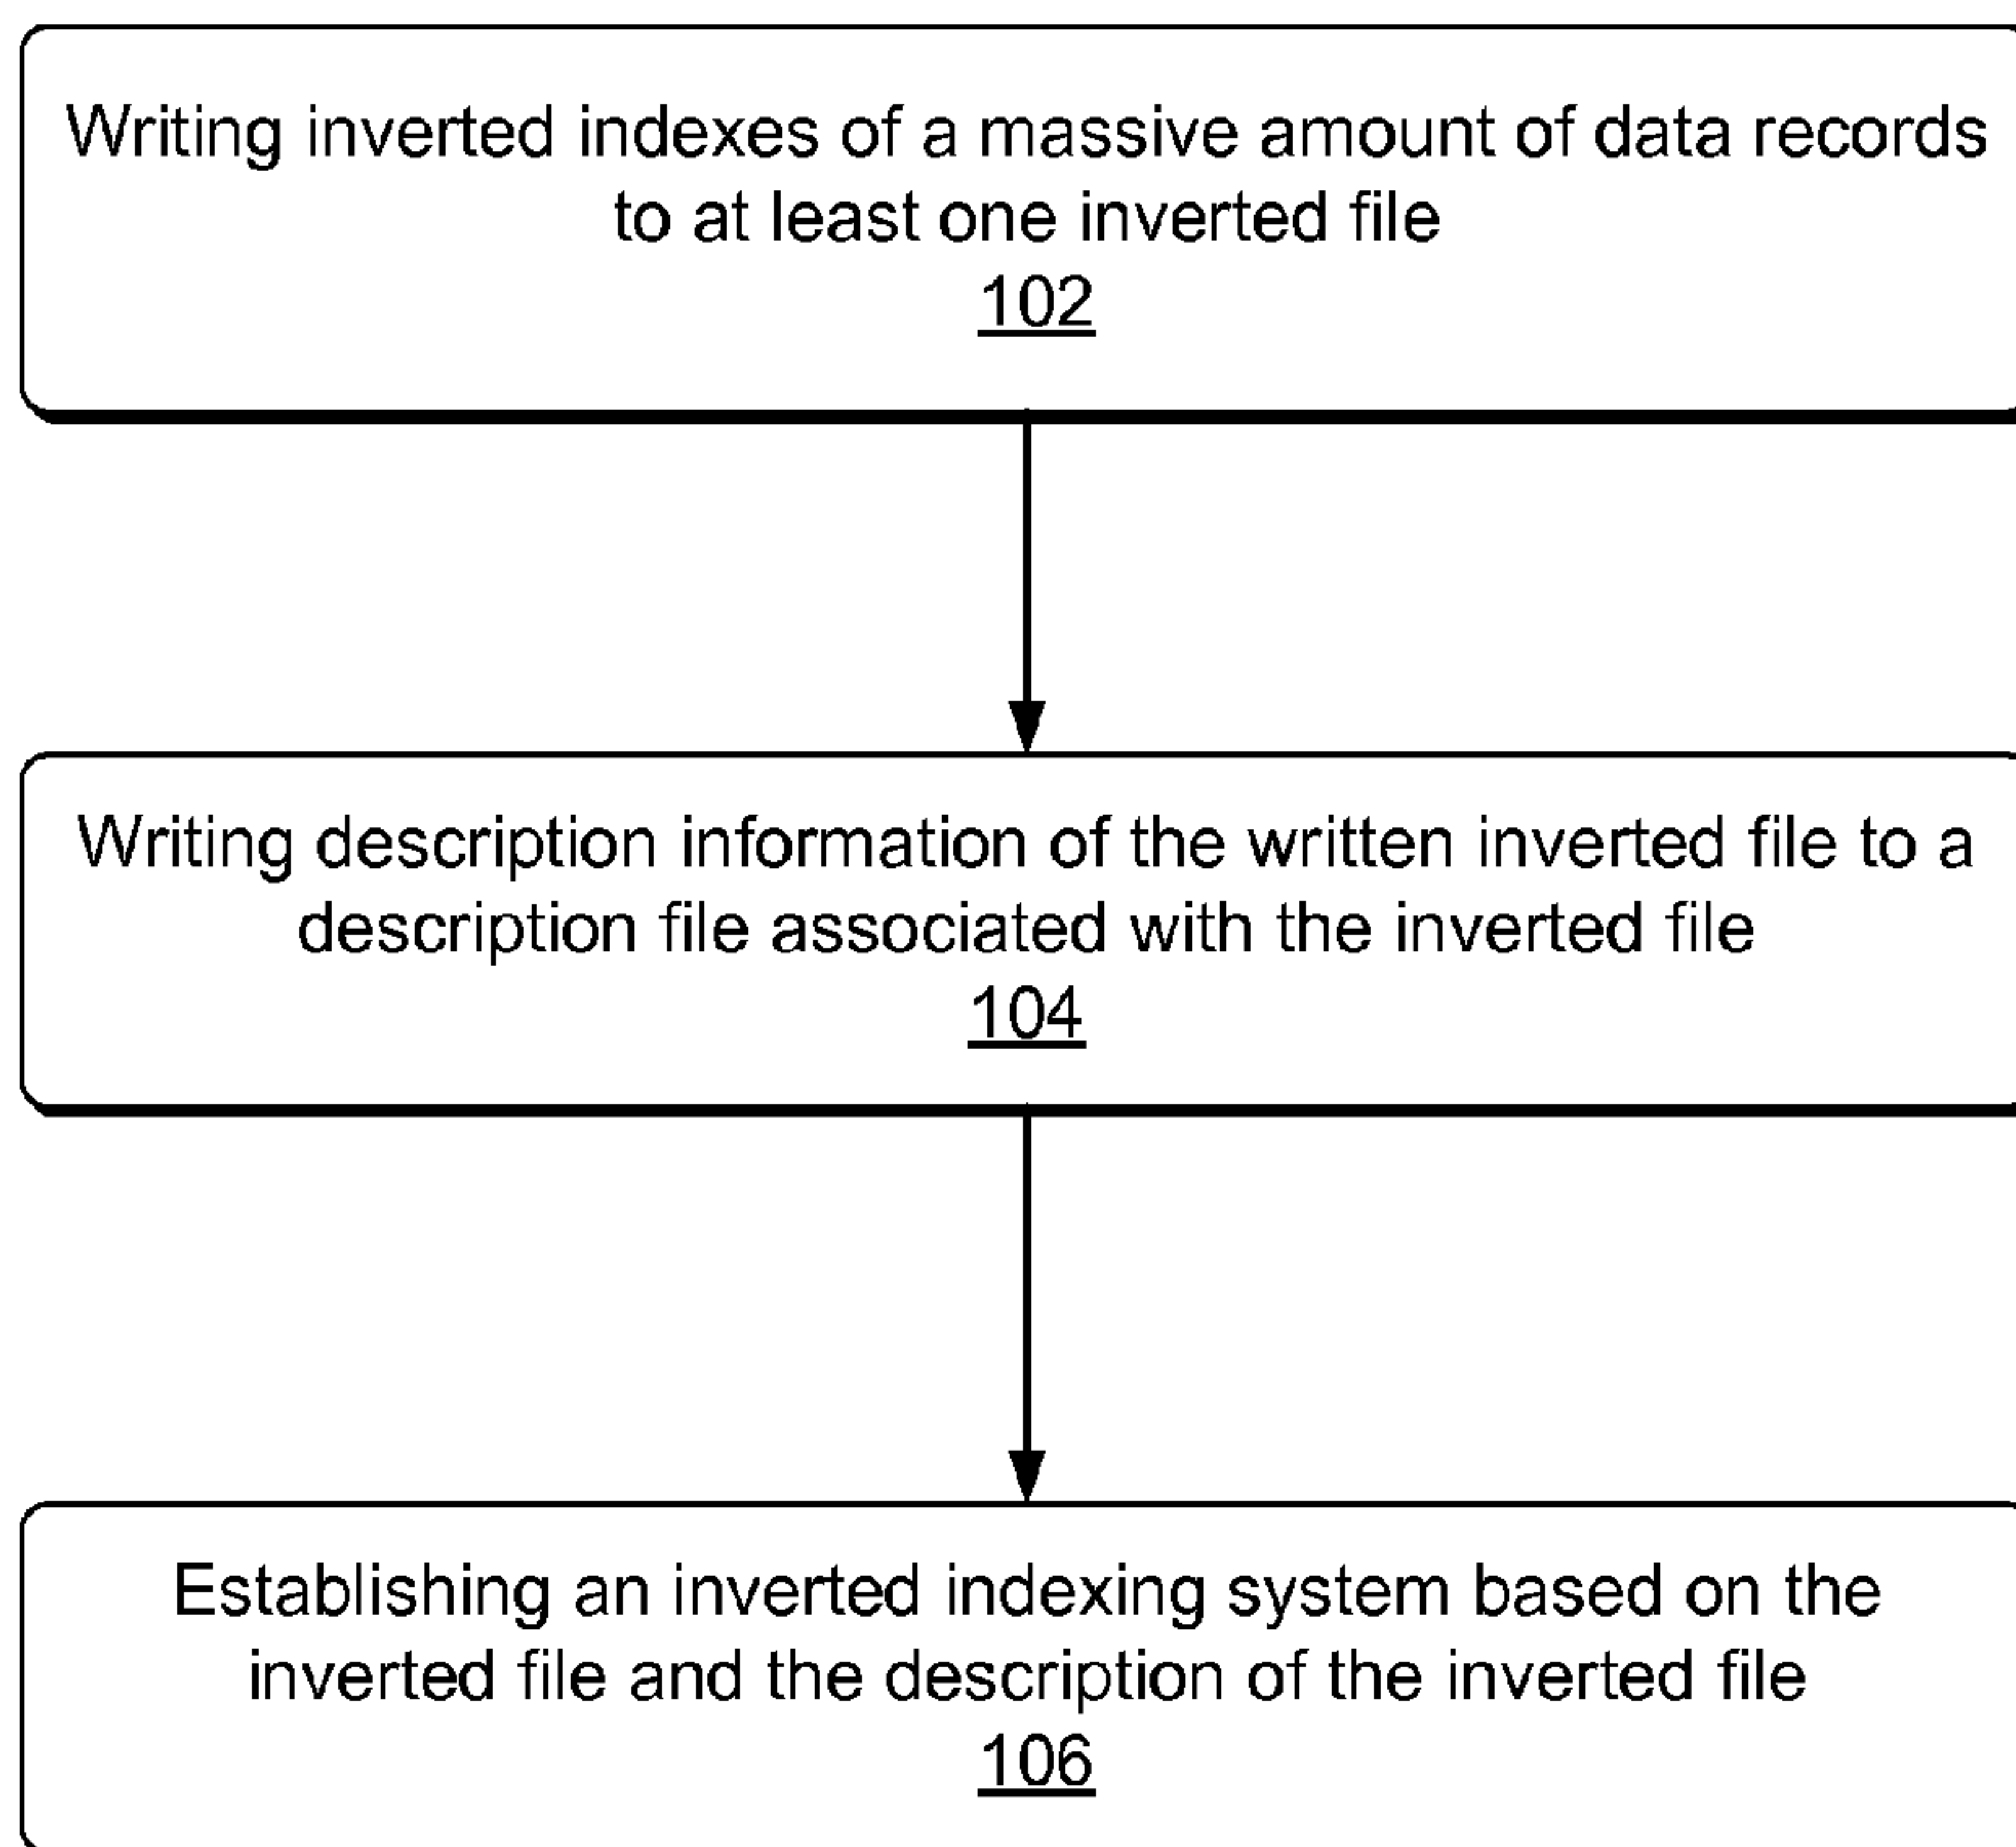 Writing inverted indexes of a massive amount of data records
to at least one inverted file
102
Writing description information of the written inverted file to a
description file associated with the inverted file
104
Establishing an inverted indexing system based on the
inverted file and the description of the inverted file
106